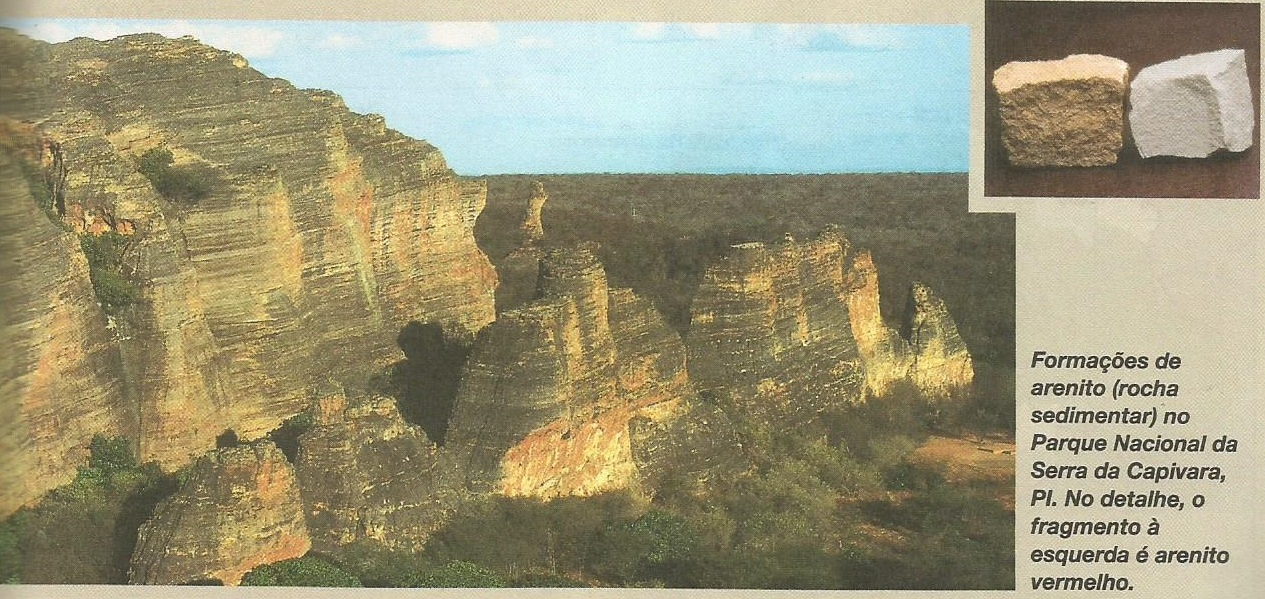 Formações de
arenito (rocha
sedimentar) no
Parque Nacional da
Serra da Capivara,
PI. No detalhe, o
fragmento à
esquerda é arenito
vermelho.